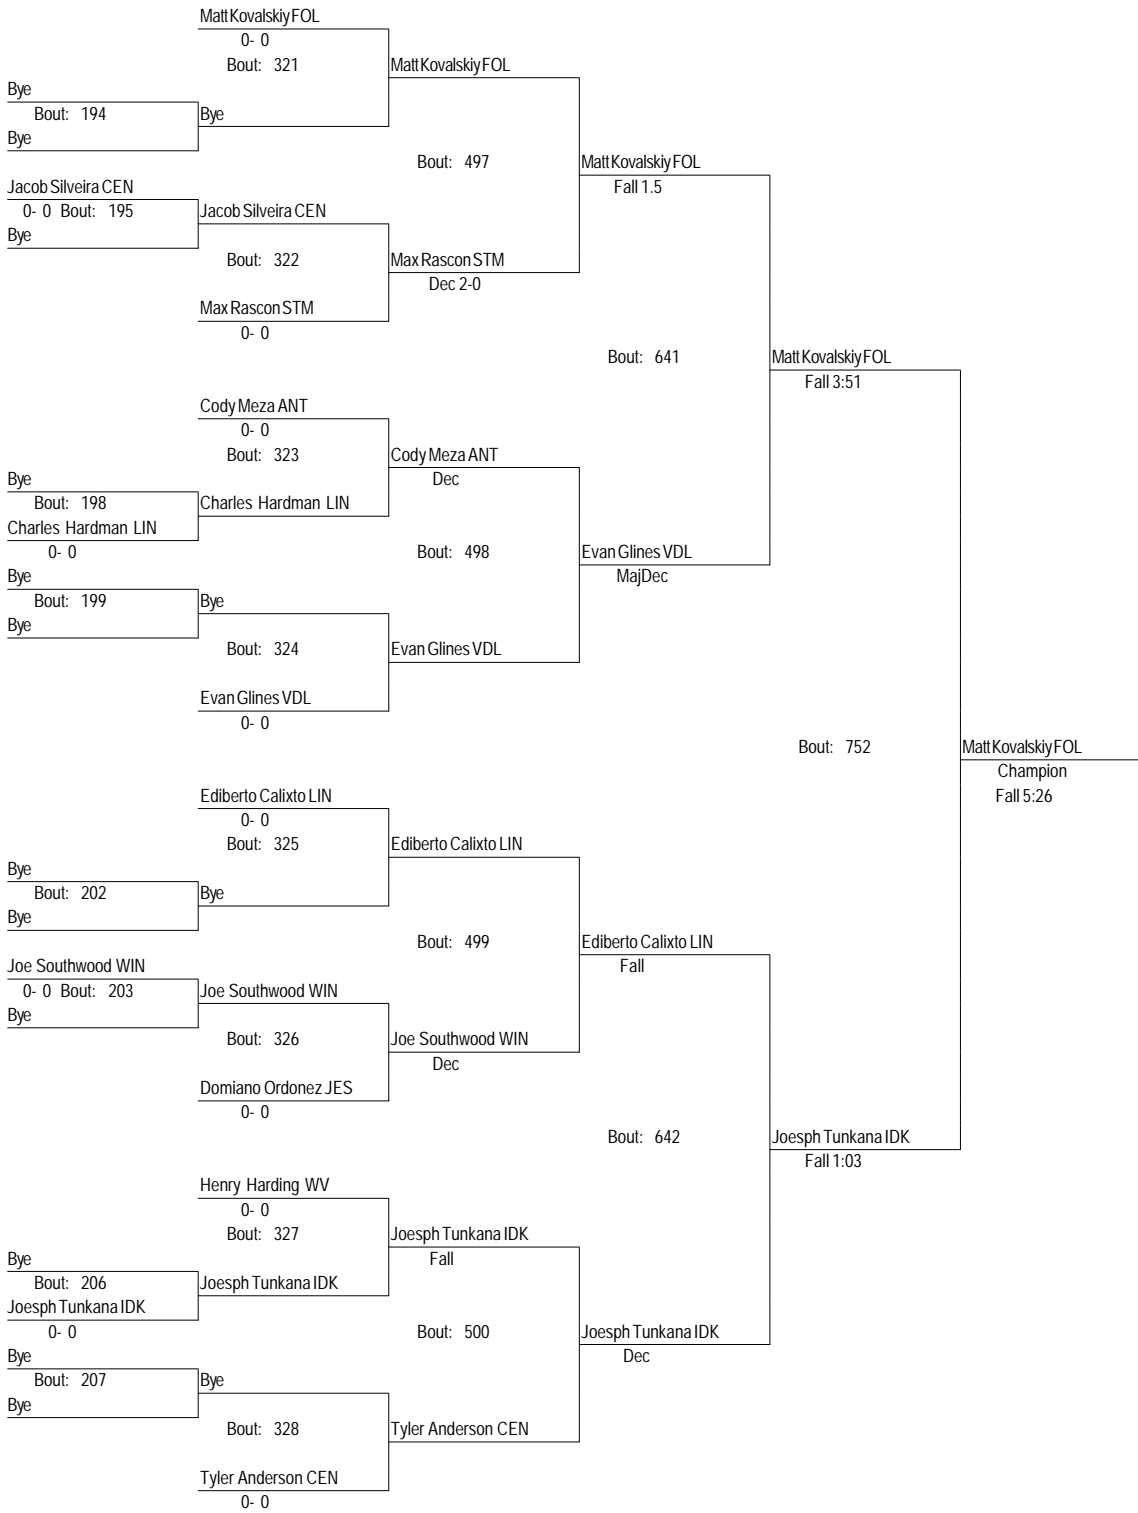 Matt Kovalskiy FOL
0- 0
Bout: 321
Matt Kovalskiy FOL
Bye
Bout: 194
Bye
Bye
Bout: 497
Matt Kovalskiy FOL
Fall 1.5
Jacob Silveira CEN
0- 0 Bout: 195
Jacob Silveira CEN
Bye
Bout: 322
Max Rascon STM
Dec 2-0
Max Rascon STM
0- 0
Bout: 641
Matt Kovalskiy FOL
Fall 3:51
Cody Meza ANT
0- 0
Bout: 323
Cody Meza ANT
Dec
Bye
Bout: 198
Charles Hardman LIN
Charles Hardman LIN
0- 0
Bout: 498
Evan Glines VDL
MajDec
Bye
Bout: 199
Bye
Bye
Bout: 324
Evan Glines VDL
Evan Glines VDL
0- 0
Bout: 752
Matt Kovalskiy FOL
Champion
Fall 5:26
Ediberto Calixto LIN
0- 0
Bout: 325
Ediberto Calixto LIN
Bye
Bout: 202
Bye
Bye
Bout: 499
Ediberto Calixto LIN
Fall
Joe Southwood WIN
0- 0 Bout: 203
Joe Southwood WIN
Bye
Bout: 326
Joe Southwood WIN
Dec
Domiano Ordonez JES
0- 0
Bout: 642
Joesph Tunkana IDK
Fall 1:03
Henry Harding WV
0- 0
Bout: 327
Joesph Tunkana IDK
Fall
Bye
Bout: 206
Joesph Tunkana IDK
Joesph Tunkana IDK
0- 0
Bout: 500
Joesph Tunkana IDK
Dec
Bye
Bout: 207
Bye
Bye
Bout: 328
Tyler Anderson CEN
Tyler Anderson CEN
0- 0